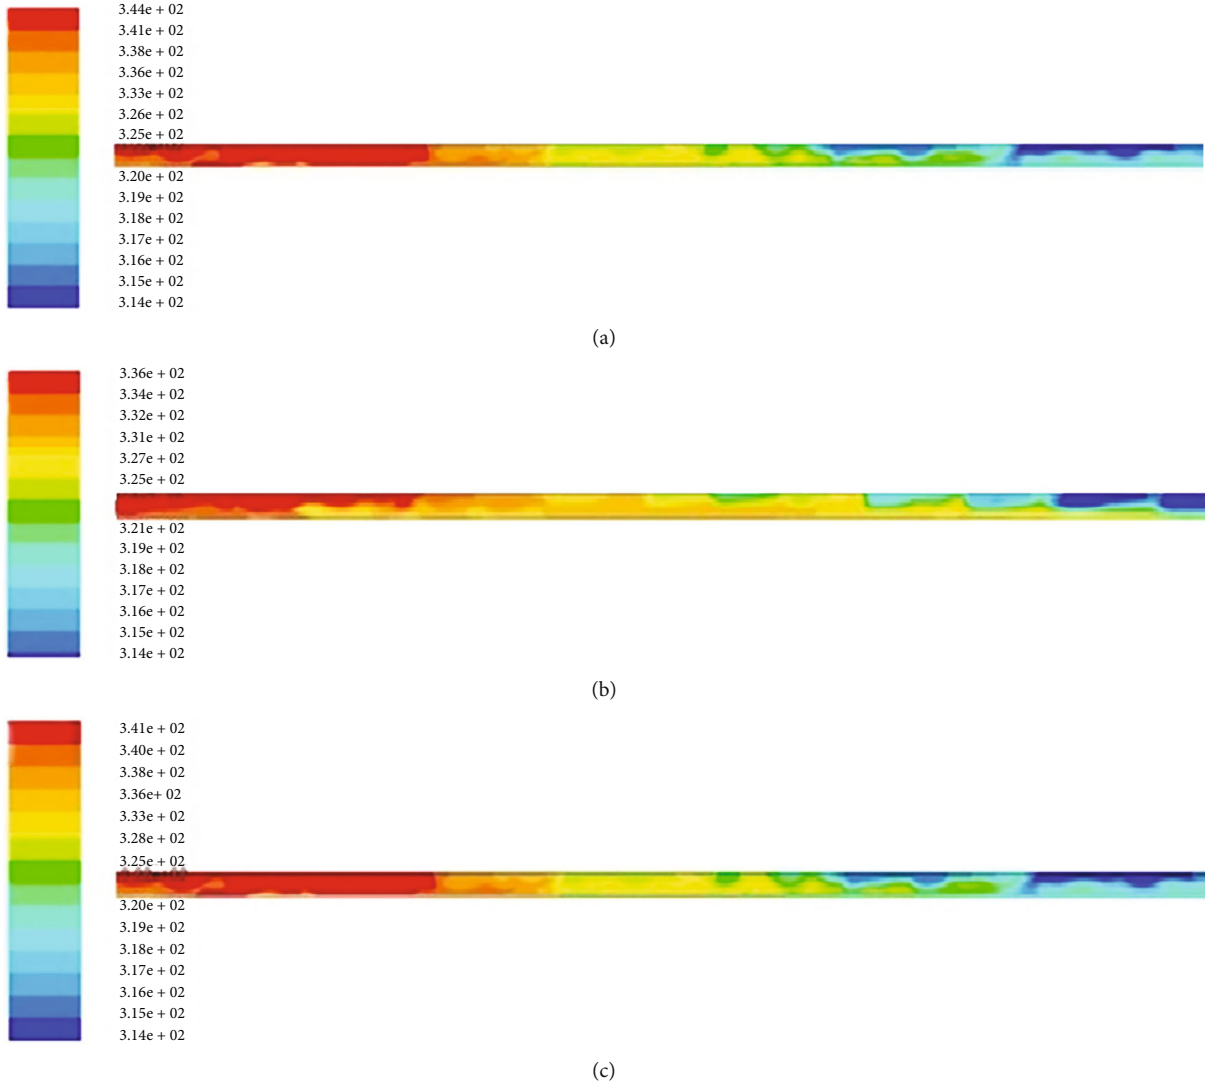 3.44e + 02
3.41e + 02
3.38e + 02
3.36e + 02
3.33e + 02
3.26e + 02
3.25e + 02
3.20e + 02
3.19e + 02
3.18e + 02
3.17e + 02
3.16e + 02
3.15e + 02
3.14e + 02
(a)
3.36e + 02
3.34e + 02
3.32e + 02
3.31e + 02
3.27e + 02
3.25e + 02
3.21e + 02
3.19e + 02
3.18e + 02
3.17e + 02
3.16e + 02
3.15e + 02
3.14e + 02
(b)
3.41e + 02
3.40e + 02
3.38e + 02
3.36e+ 02
3.33e + 02
3.28e + 02
3.25e + 02
3.20e + 02
3.19e + 02
3.18e + 02
3.17e + 02
3.16e + 02
3.15e + 02
3.14e + 02
(c)